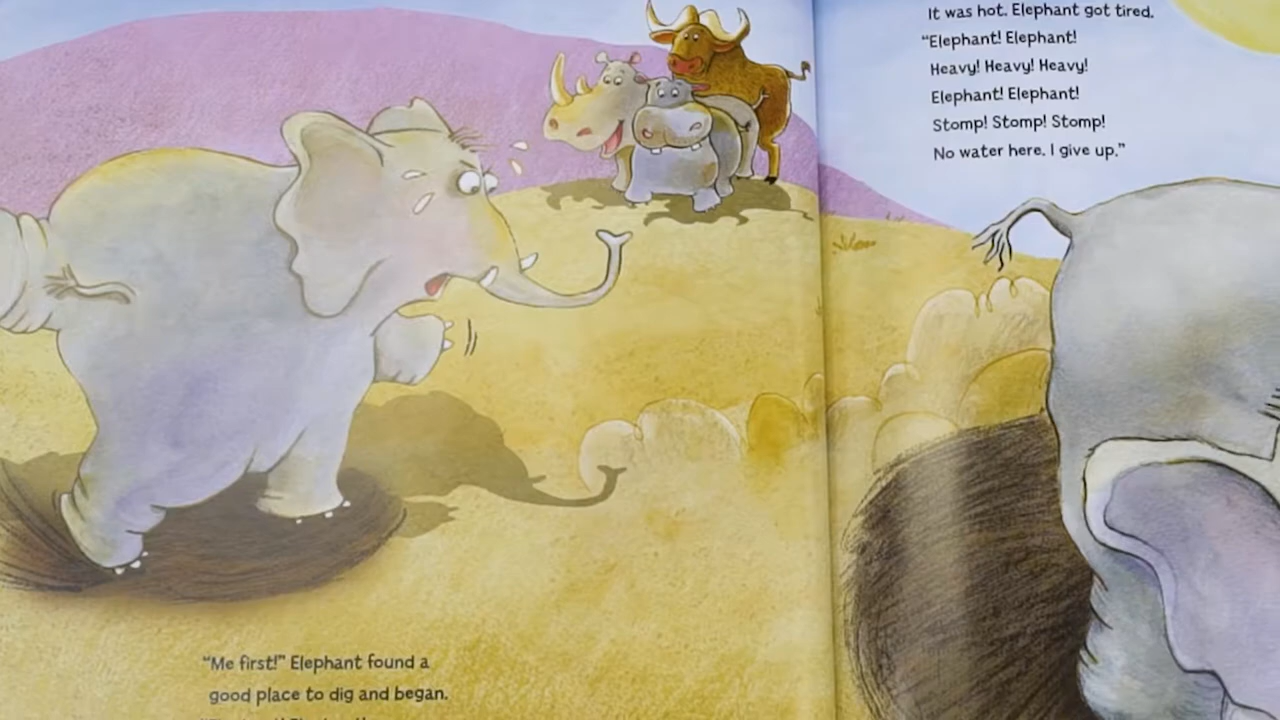 "Me first!" Elephant found a
good place to dig and began.
It was hot. Elephant got tired.
"Elephant! Elephant!
Heavy! Heavy! Heavy!
Elephant! Elephant!
Stomp! Stomp! Stomp!
No water here. I give up."